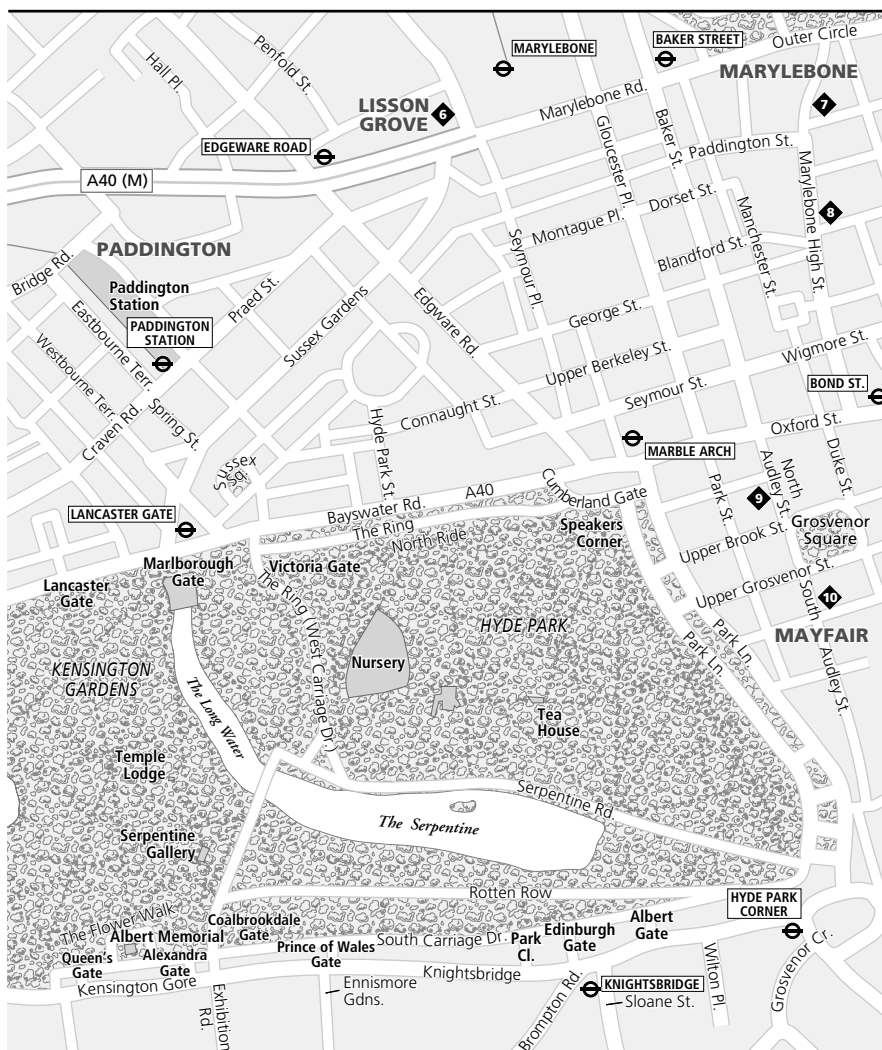 Hall Pl.
Penfold St.
MARYLEBONE
BAKER STREET
Outer Circle
MARYLEBONE
LISSON
GROVE
6
7
Marylebone Rd.
Gloucester Pl.
Baker St.
Paddington St.
EDGEWARE ROAD
A40 (M)
Marylebone High St.
Dorset St.
Manchester St.
8
Montague Pl.
Seymour Pl.
Blandford St.
PADDINGTON
Bridge Rd.
Paddington
Station
Praed St.
Sussex Gardens
Edgware Rd.
George St.
PADDINGTON
STATION
Eastbourne Terr.
Westbourne Terr.
Upper Berkeley St.
Wigmore St.
Seymour St.
BOND ST.
Craven Rd.
Spring St.
Connaught St.
Hyde Park St.
Oxford St.
MARBLE ARCH
Sussex
Sq.
North
Audley St.
Duke St.
Park St.
9
Cumberland Gate
A40
Bayswater Rd.
LANCASTER GATE
The Ring
North Ride
Speakers
Corner
Grosvenor
Square
Upper Brook St.
Marlborough
Gate
Victoria Gate
Lancaster
Gate
The Ring (West Carriage Dr.)
Upper Grosvenor St.
10
HYDE PARK
MAYFAIR
South Audley St.
Park Ln.
Park Ln.
KENSINGTON
GARDENS
Nursery
The Long Water
Tea
House
Temple
Lodge
Serpentine Rd.
The Serpentine
Serpentine
Gallery
Rotten Row
HYDE PARK
CORNER
The Flower Walk
Coalbrookdale
Gate
Albert Memorial
South Carriage Dr.
Edinburgh
Gate
Albert
Gate
Park
Cl.
Prince of Wales
Gate
Queen's
Gate
Alexandra
Gate
Knightsbridge
Kensington Gore
Ennismore
Gdns.
Exhibition
Rd.
Brompton Rd.
KNIGHTSBRIDGE
Sloane St.
Wilton Pl.
Grosvenor Cr.